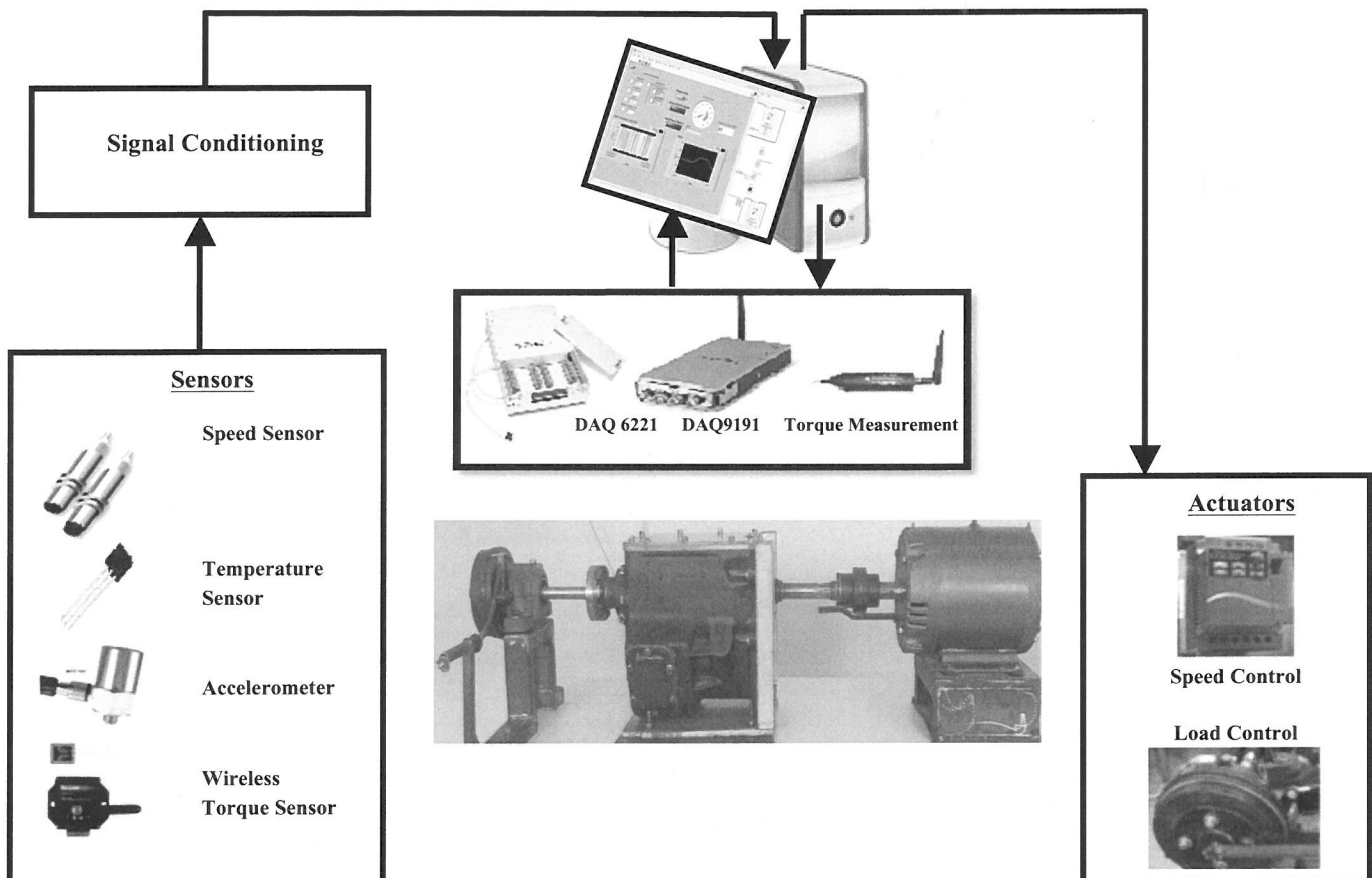 Signal Conditioning
Sensors
Speed Sensor
Temperature
Sensor
Accelerometer
Wireless
Torque Sensor
DAQ 6221 DAQ9191 Torque Measurement
Actuators
Speed Control
Load Control